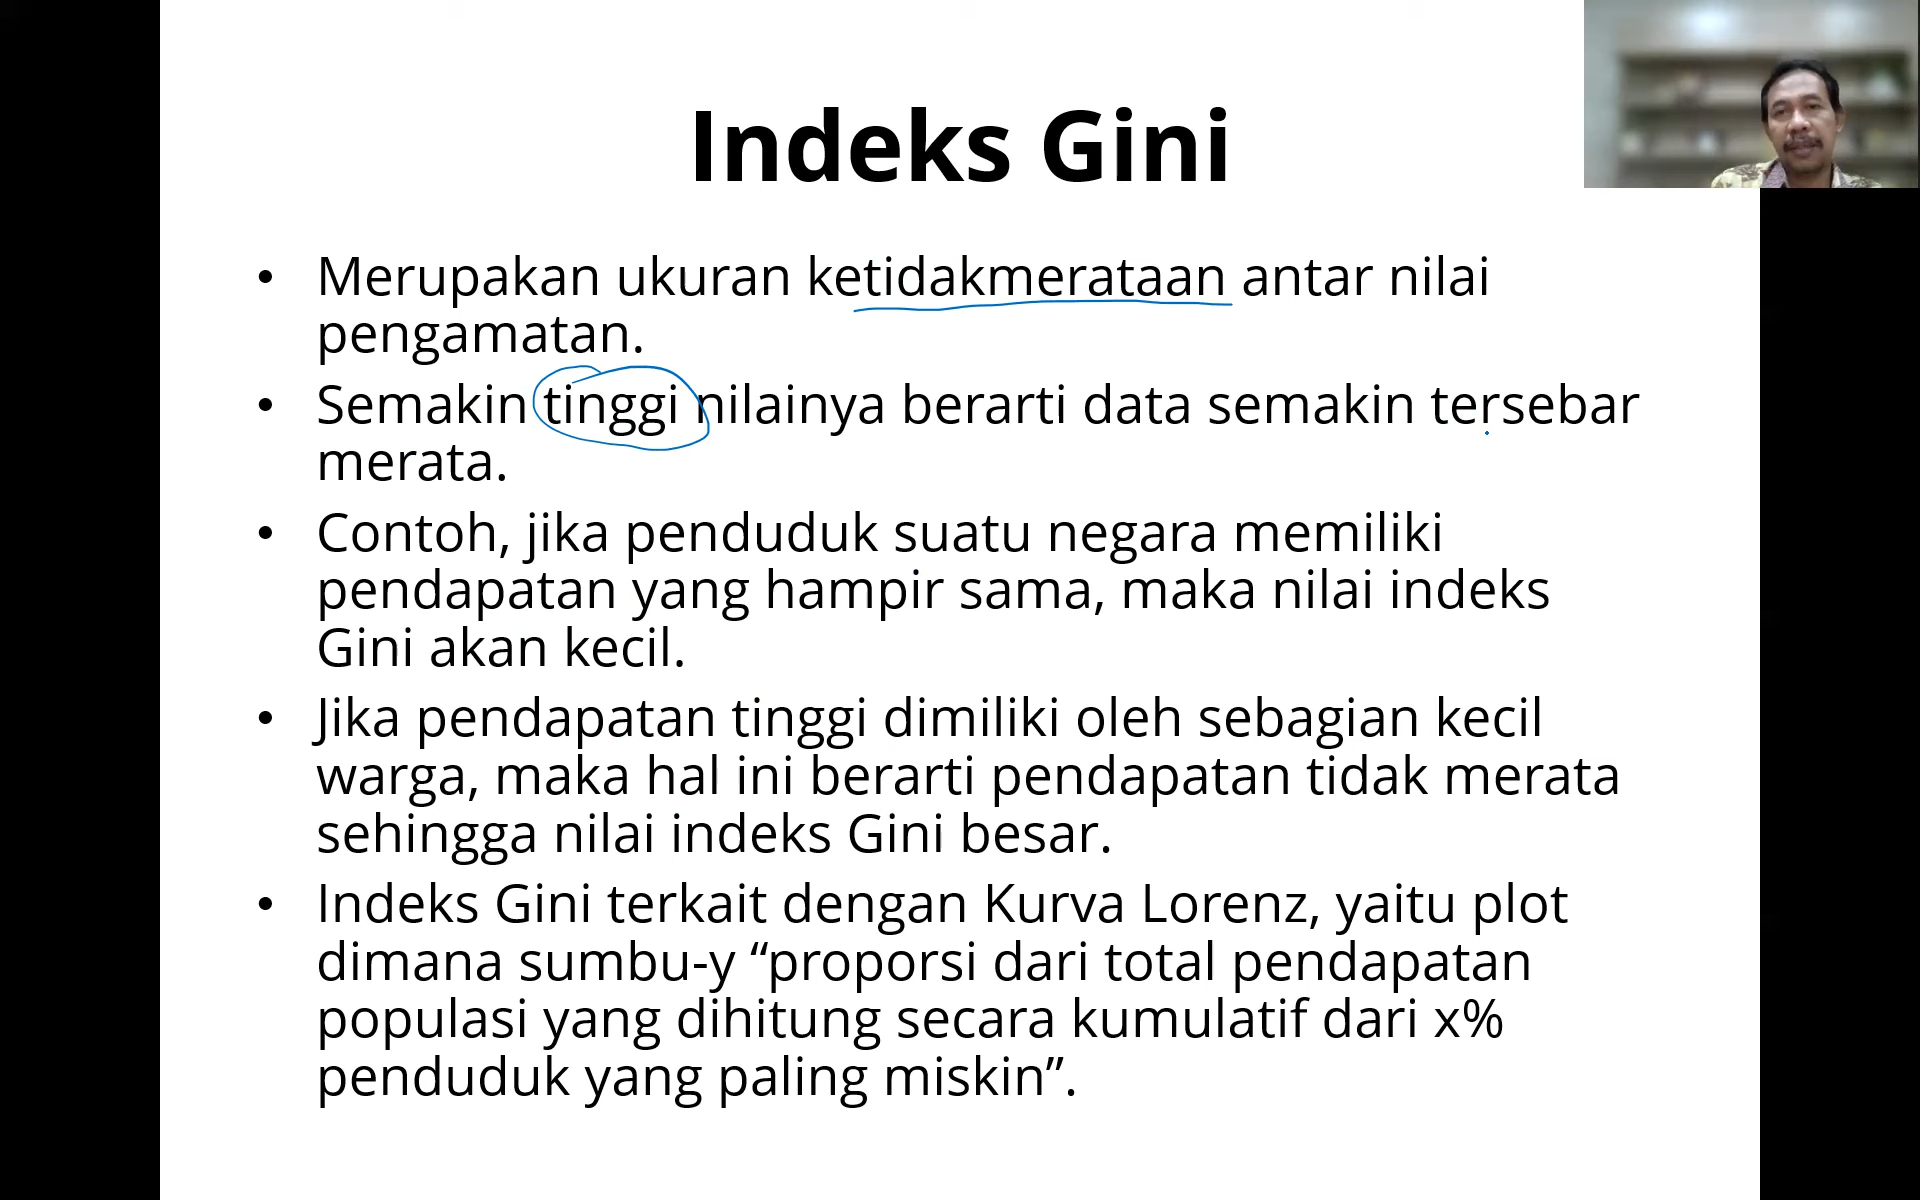 Indeks Gini
• Merupakan ukuran ketidakmerataan antar nilai
pengamatan.
• Semakin tinggi nilainya berarti data semakin tersebar
merata.
• Contoh, jika penduduk suatu negara memiliki
pendapatan yang hampir sama, maka nilai indeks
Gini akan kecil.
• Jika pendapatan tinggi dimiliki oleh sebagian kecil
warga, maka hal ini berarti pendapatan tidak merata
sehingga nilai indeks Gini besar.
• Indeks Gini terkait dengan Kurva Lorenz, yaitu plot
dimana sumbu-y “proporsi dari total pendapatan
populasi yang dihitung secara kumulatif dari x%
penduduk yang paling miskin”.